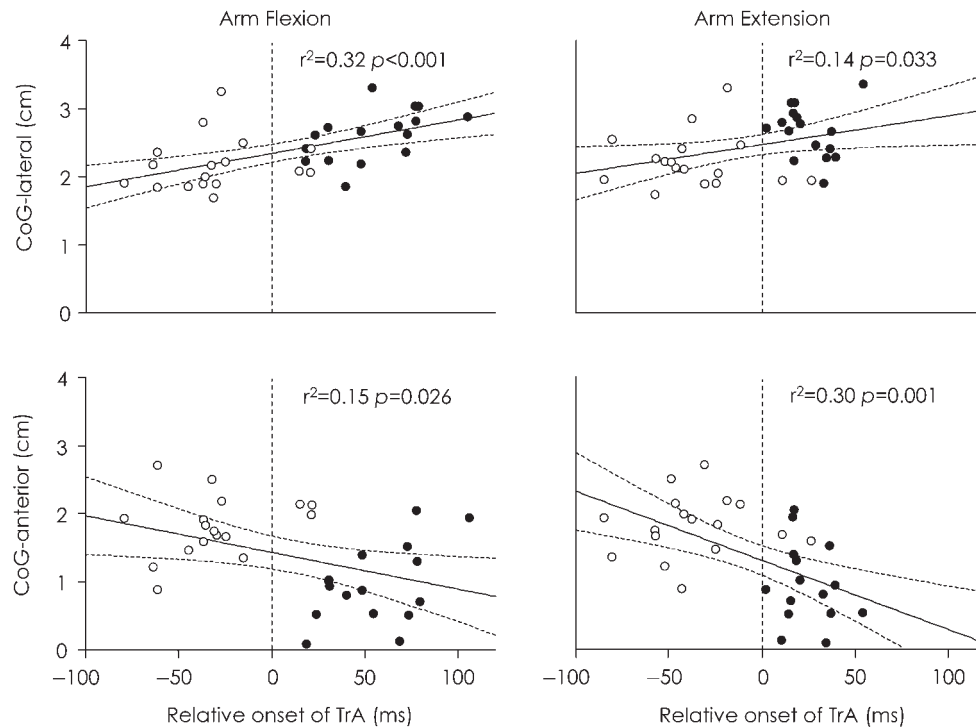 Arm Flexion
Arm Extension
r²=0.32 p<0.001
r²=0.14 p=0.033
CoG-lateral (cm)
4
3
2
1
0
r²=0.15 p=0.026
r²=0.30 p=0.001
CoG-anterior (cm)
4
3
2
1
0
−100 −50 0 50 100
−100 −50 0 50 100
Relative onset of TrA (ms)
Relative onset of TrA (ms)